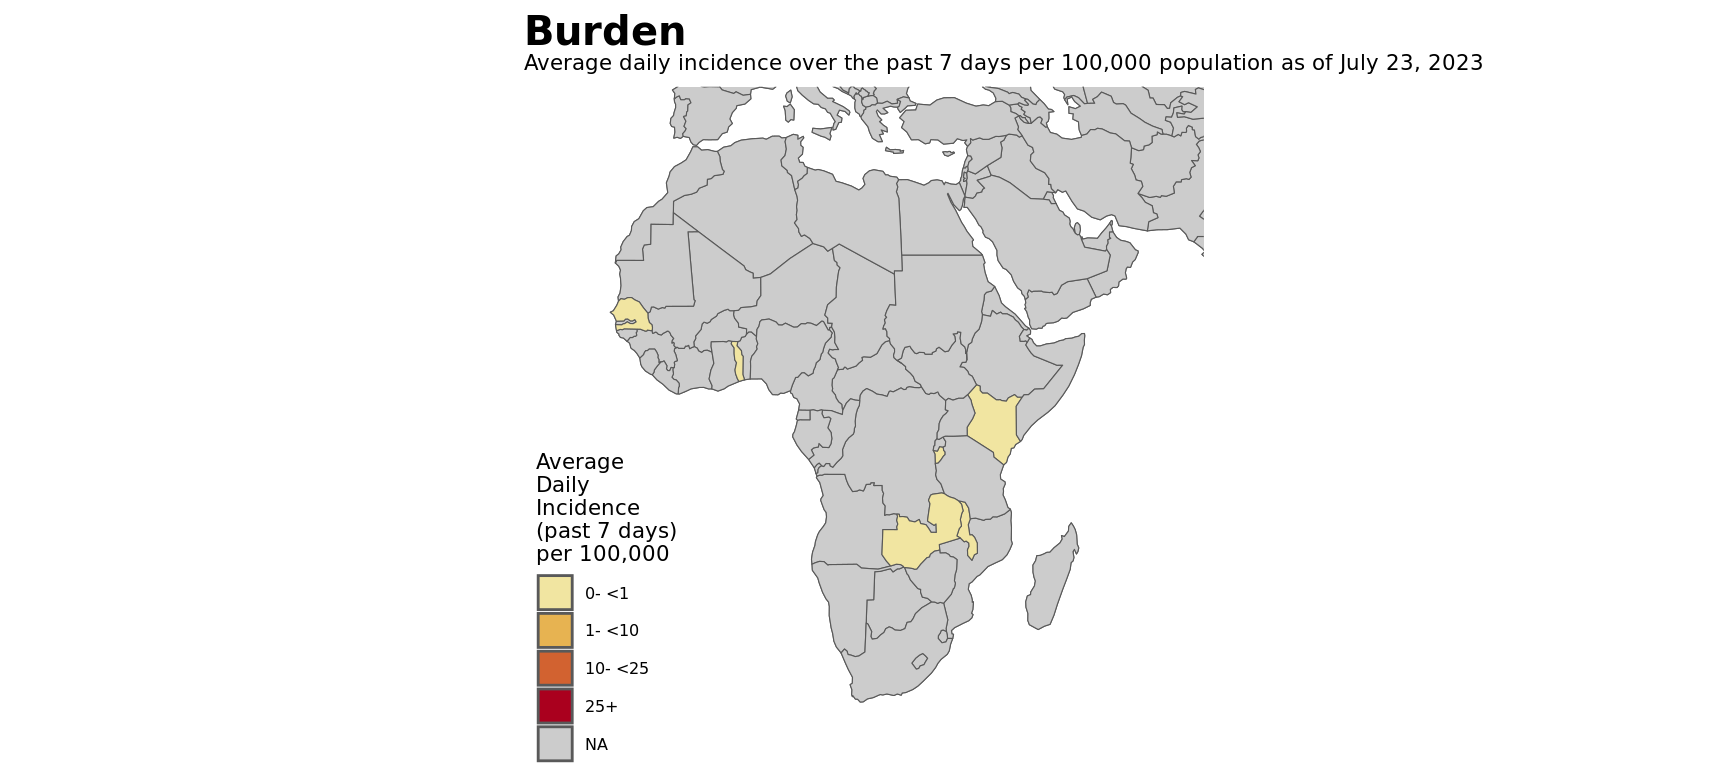 Burden
Average daily incidence over the past 7 days per 100,000 population as of July 23, 2023
Average
Daily
Incidence
(past 7 days)
per 100,000
0- <1
1- <10
10- <25
25+
NA